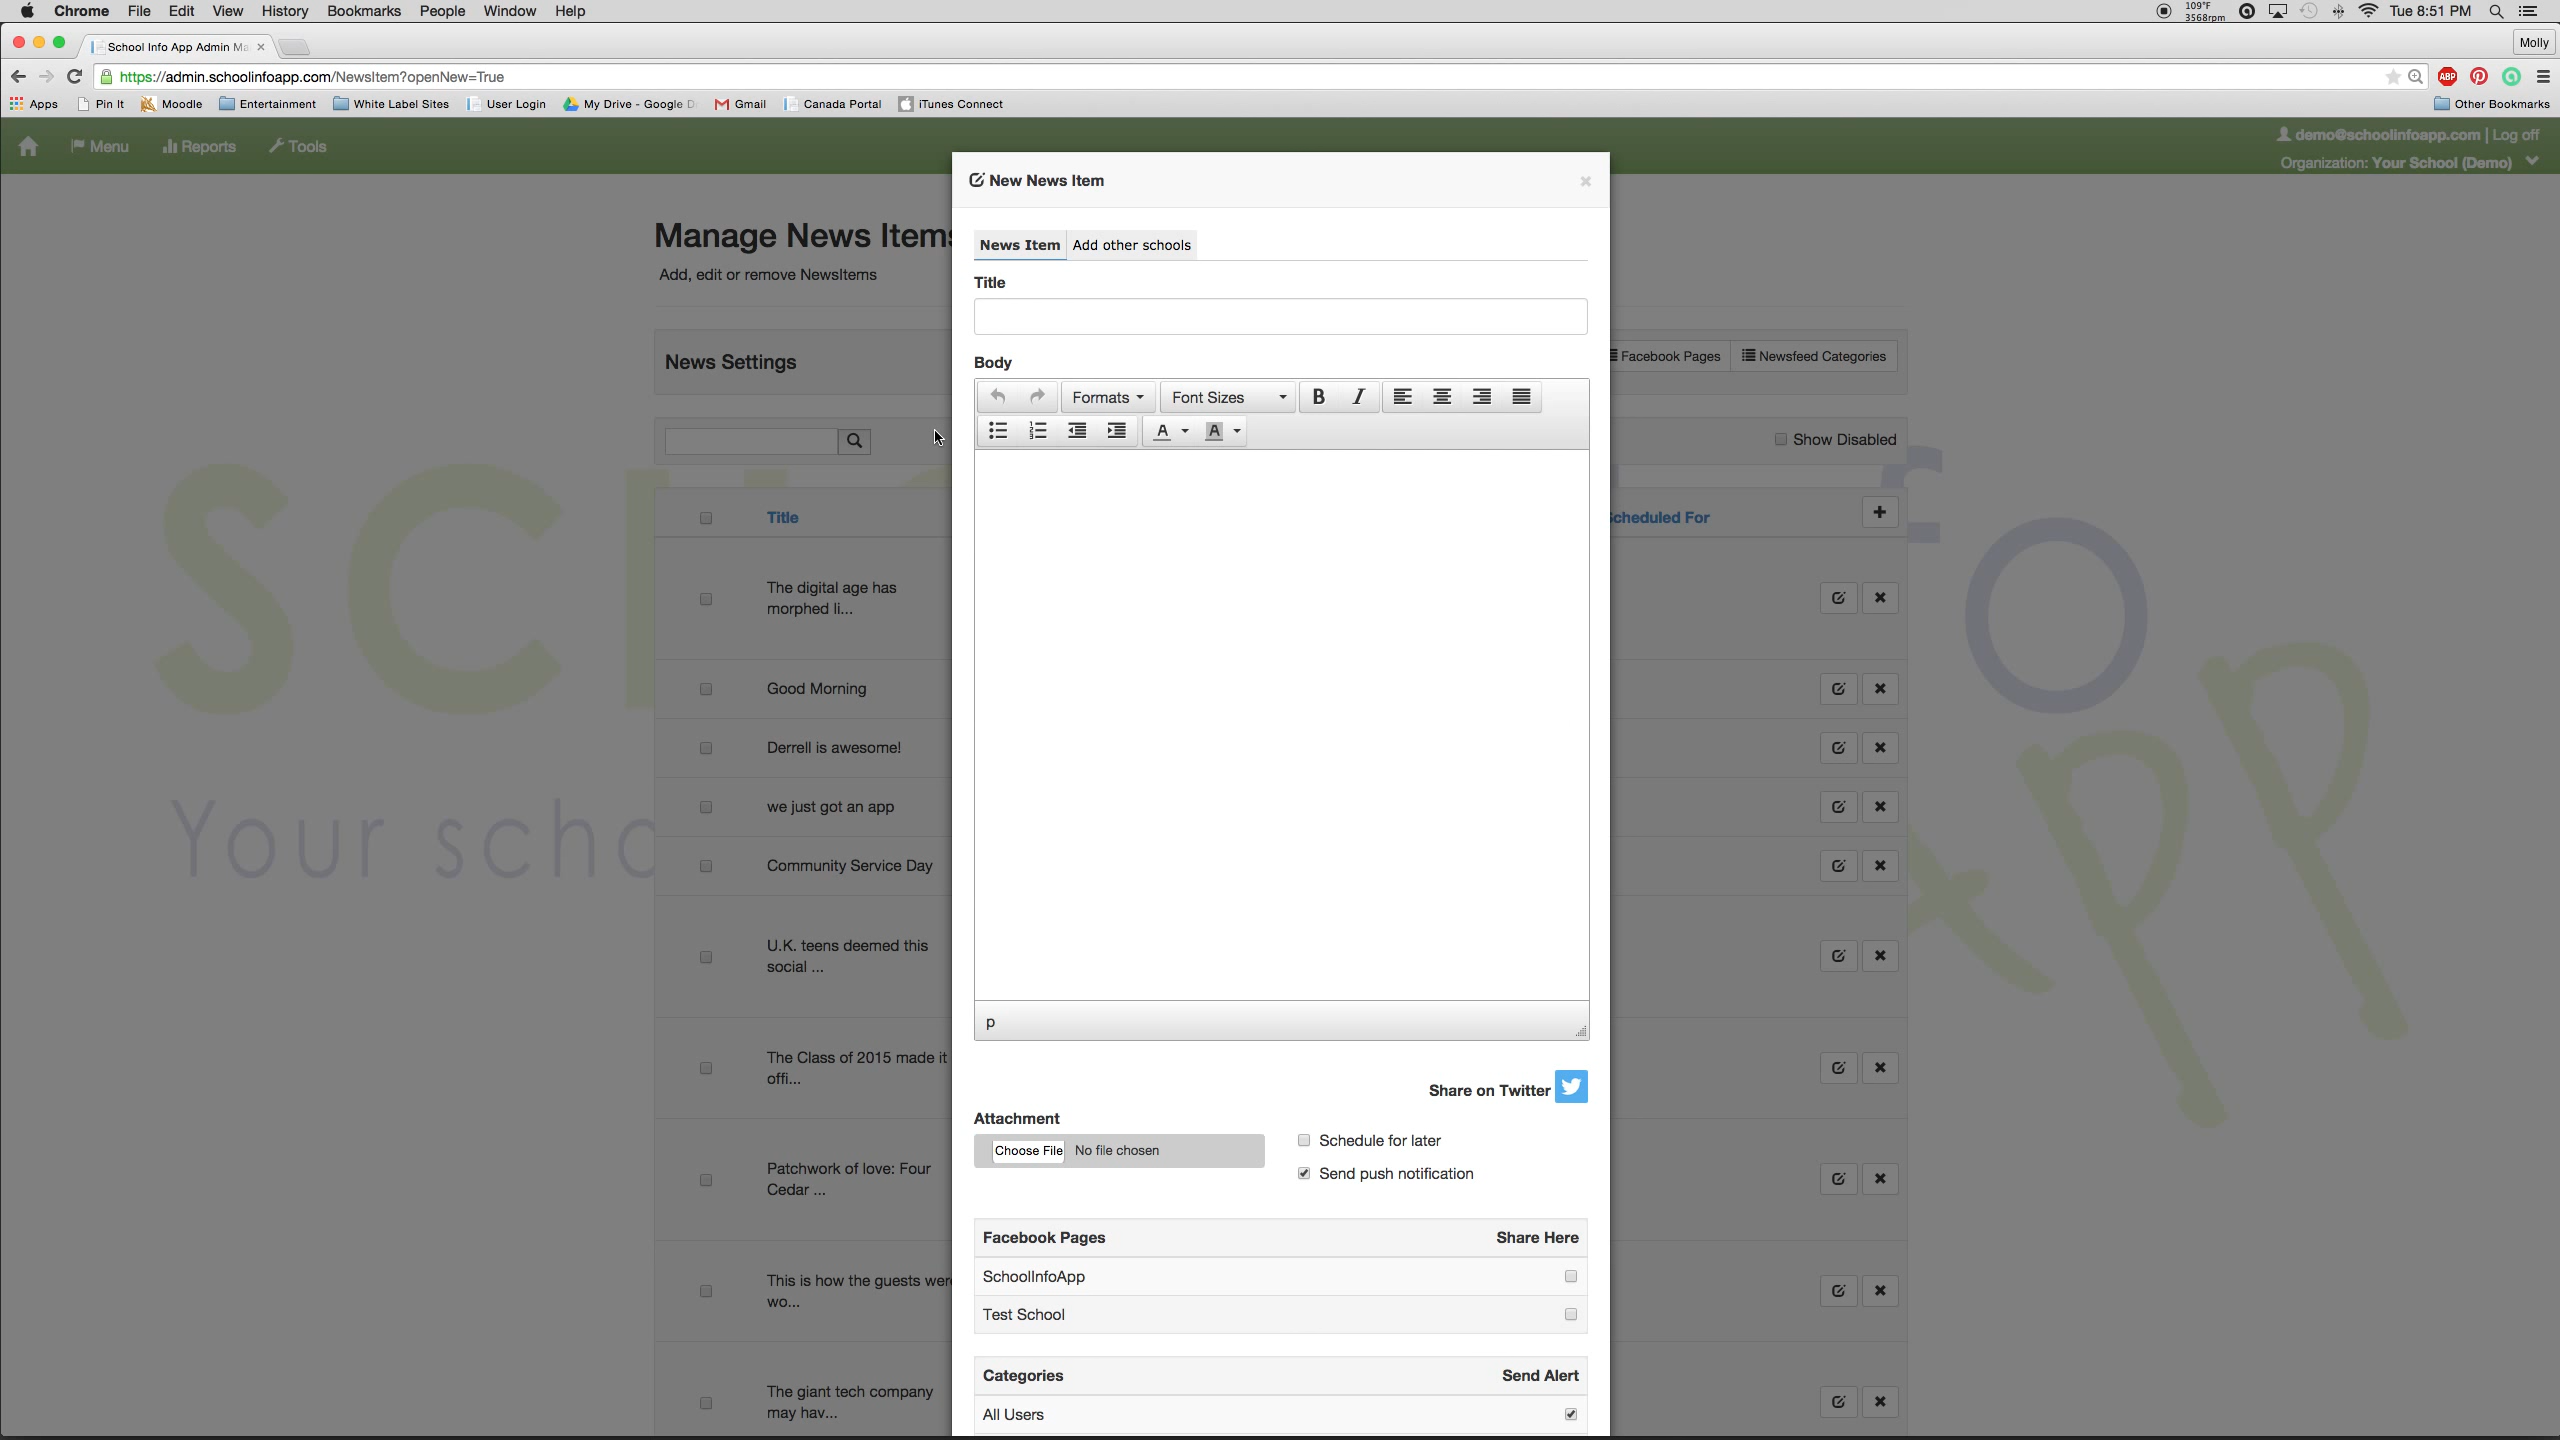 Chrome File Edit View History Bookmarks People Window Help
109°F
3568rpm
Tue 8:51 PM
School Info App Admin Ma
Molly
https://admin.schoolinfoapp.com/NewsItem?openNew=True
ABP
Apps Pin It Moodle Entertainment White Label Sites User Login My Drive - Google D Gmail Canada Portal iTunes Connect Other Bookmarks
Menu Reports Tools
demo@schoolinfoapp.com | Log off
Organization: Your School (Demo)
New News Item
Manage News Items
Add, edit or remove NewsItems
News Item Add other schools
Title
Body
News Settings
Facebook Pages Newsfeed Categories
Formats Font Sizes B I
A A
Show Disabled
Title
Scheduled For
The digital age has
morphed li...
Good Morning
Derrell is awesome!
we just got an app
Your scho
Community Service Day
U.K. teens deemed this
social ...
p
The Class of 2015 made it
offi...
Share on Twitter
Attachment
Choose File No file chosen
Schedule for later
Send push notification
Patchwork of love: Four
Cedar ...
Facebook Pages Share Here
SchoolInfoApp
Test School
This is how the guests were
wo...
Categories Send Alert
All Users
The giant tech company
may hav...